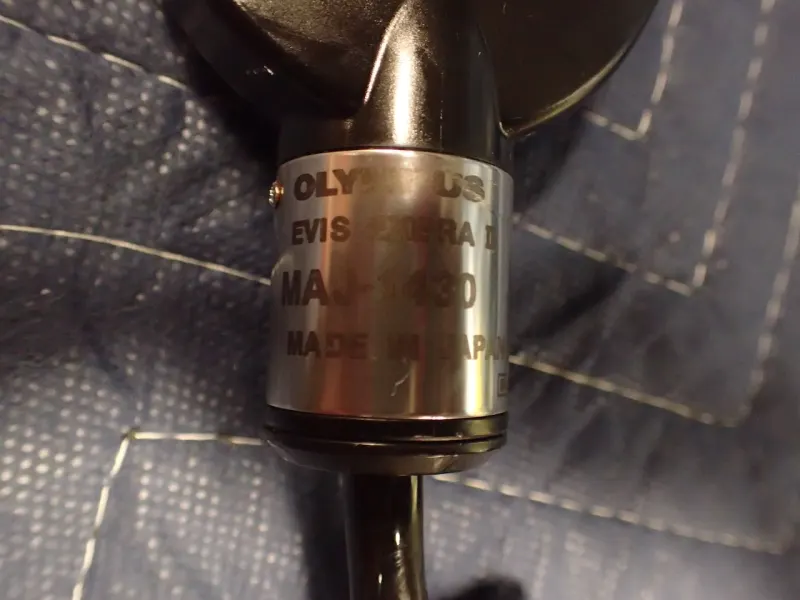 OLYMPUS
EVIS EXERA II
MAJ-1430
MADE IN JAPAN